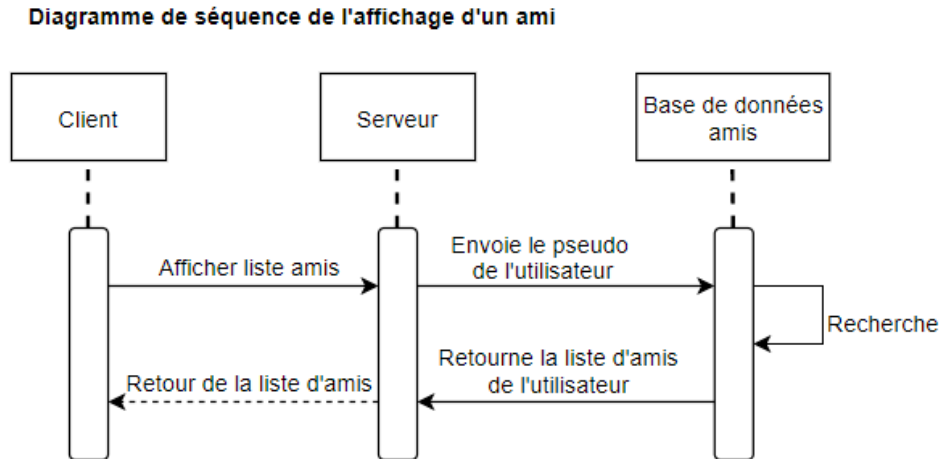 Diagramme de séquence de l'affichage d'un ami
Client
Serveur
Base de données
amis
Afficher liste amis
Envoie le pseudo
de l'utilisateur
Recherche
Retourne la liste d'amis
de l'utilisateur
Retour de la liste d'amis